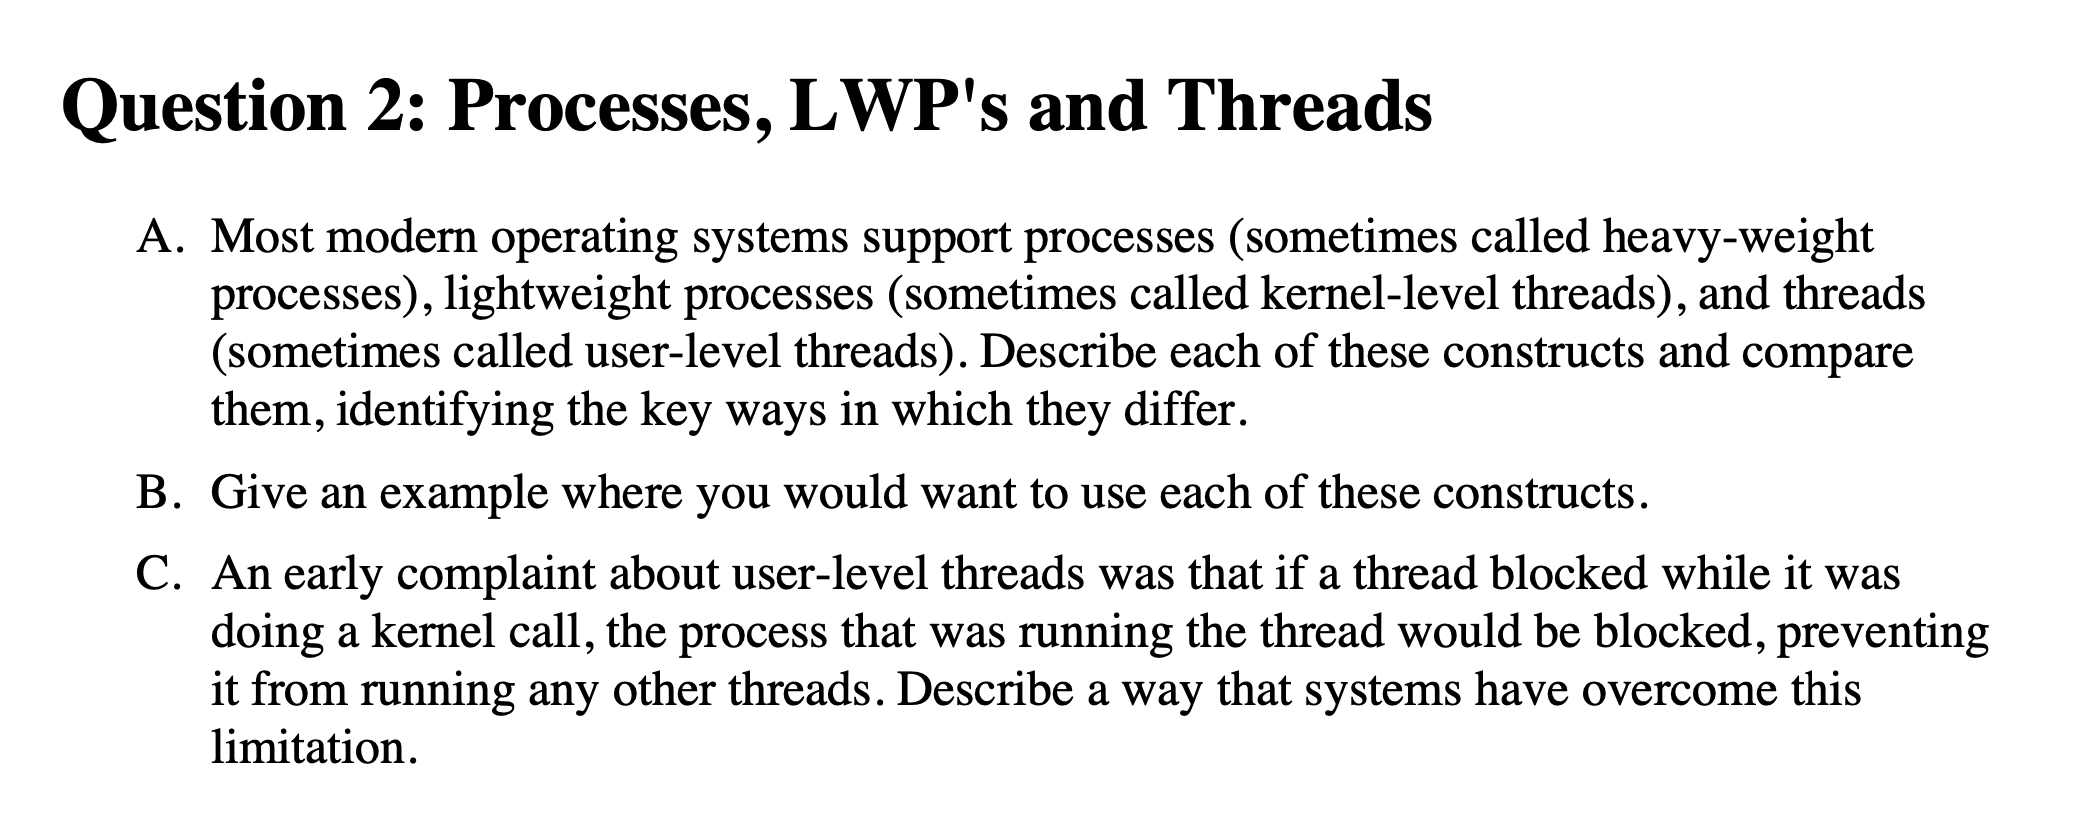 Question 2: Processes, LWP's and Threads
A. Most modern operating systems support processes (sometimes called heavy-weight
processes), lightweight processes (sometimes called kernel-level threads), and threads
(sometimes called user-level threads). Describe each of these constructs and compare
them, identifying the key ways in which they differ.
B. Give an example where you would want to use each of these constructs.
C. An early complaint about user-level threads was that if a thread blocked while it was
doing a kernel call, the process that was running the thread would be blocked, preventing
it from running any other threads. Describe a way that systems have overcome this
limitation.